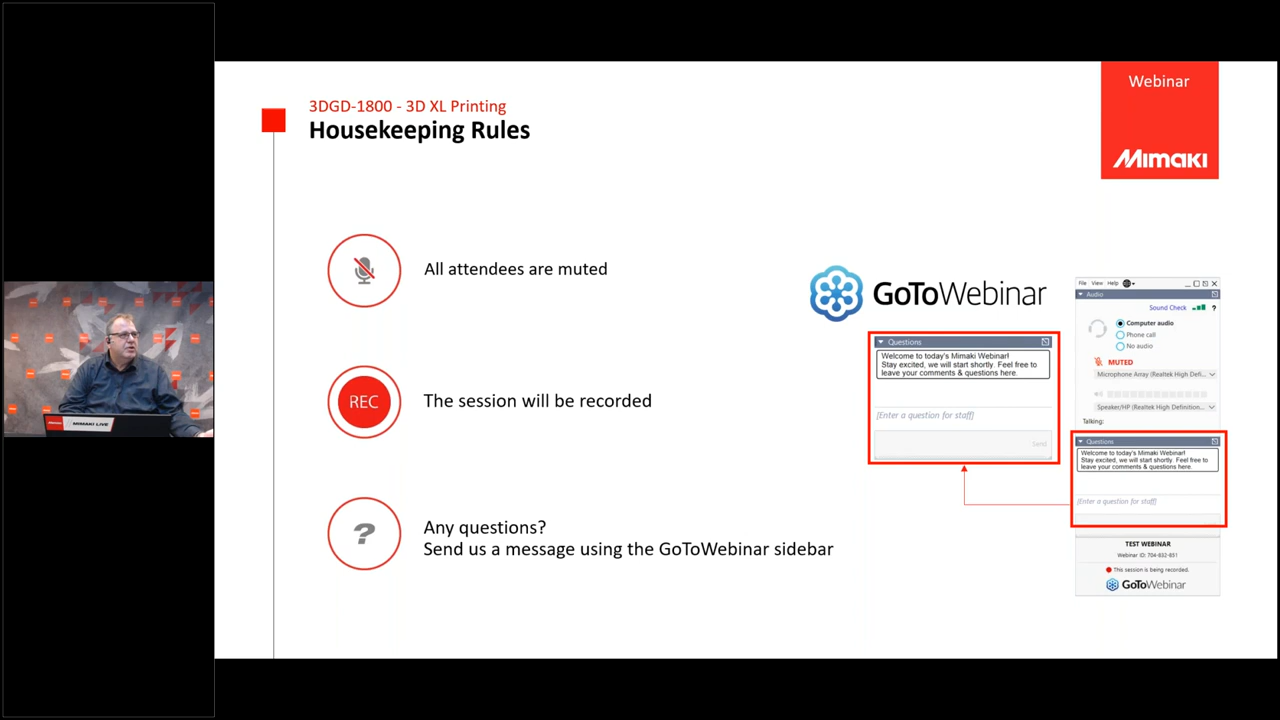 3DGD-1800 - 3D XL Printing
Housekeeping Rules
Webinar
Mimaki
All attendees are muted
REC
The session will be recorded
?
Any questions?
Send us a message using the GoToWebinar sidebar
GoToWebinar
Questions
Welcome to today's Mimaki Webinar!
Stay excited, we will start shortly. Feel free to
leave your comments & questions here.
[Enter a question for staff]
Send
File View Help
Audio
Sound Check ?
Computer audio
Phone call
No audio
MUTED
Microphone Array (Realtek High Defi...
Speaker/HP (Realtek High Definition...
Talking:
Questions
Welcome to today's Mimaki Webinar!
Stay excited, we will start shortly. Feel free to
leave your comments & questions here.
[Enter a question for staff]
TEST WEBINAR
Webinar ID: 704-832-651
This session is being recorded.
GoToWebinar
MIMAKI LIVE